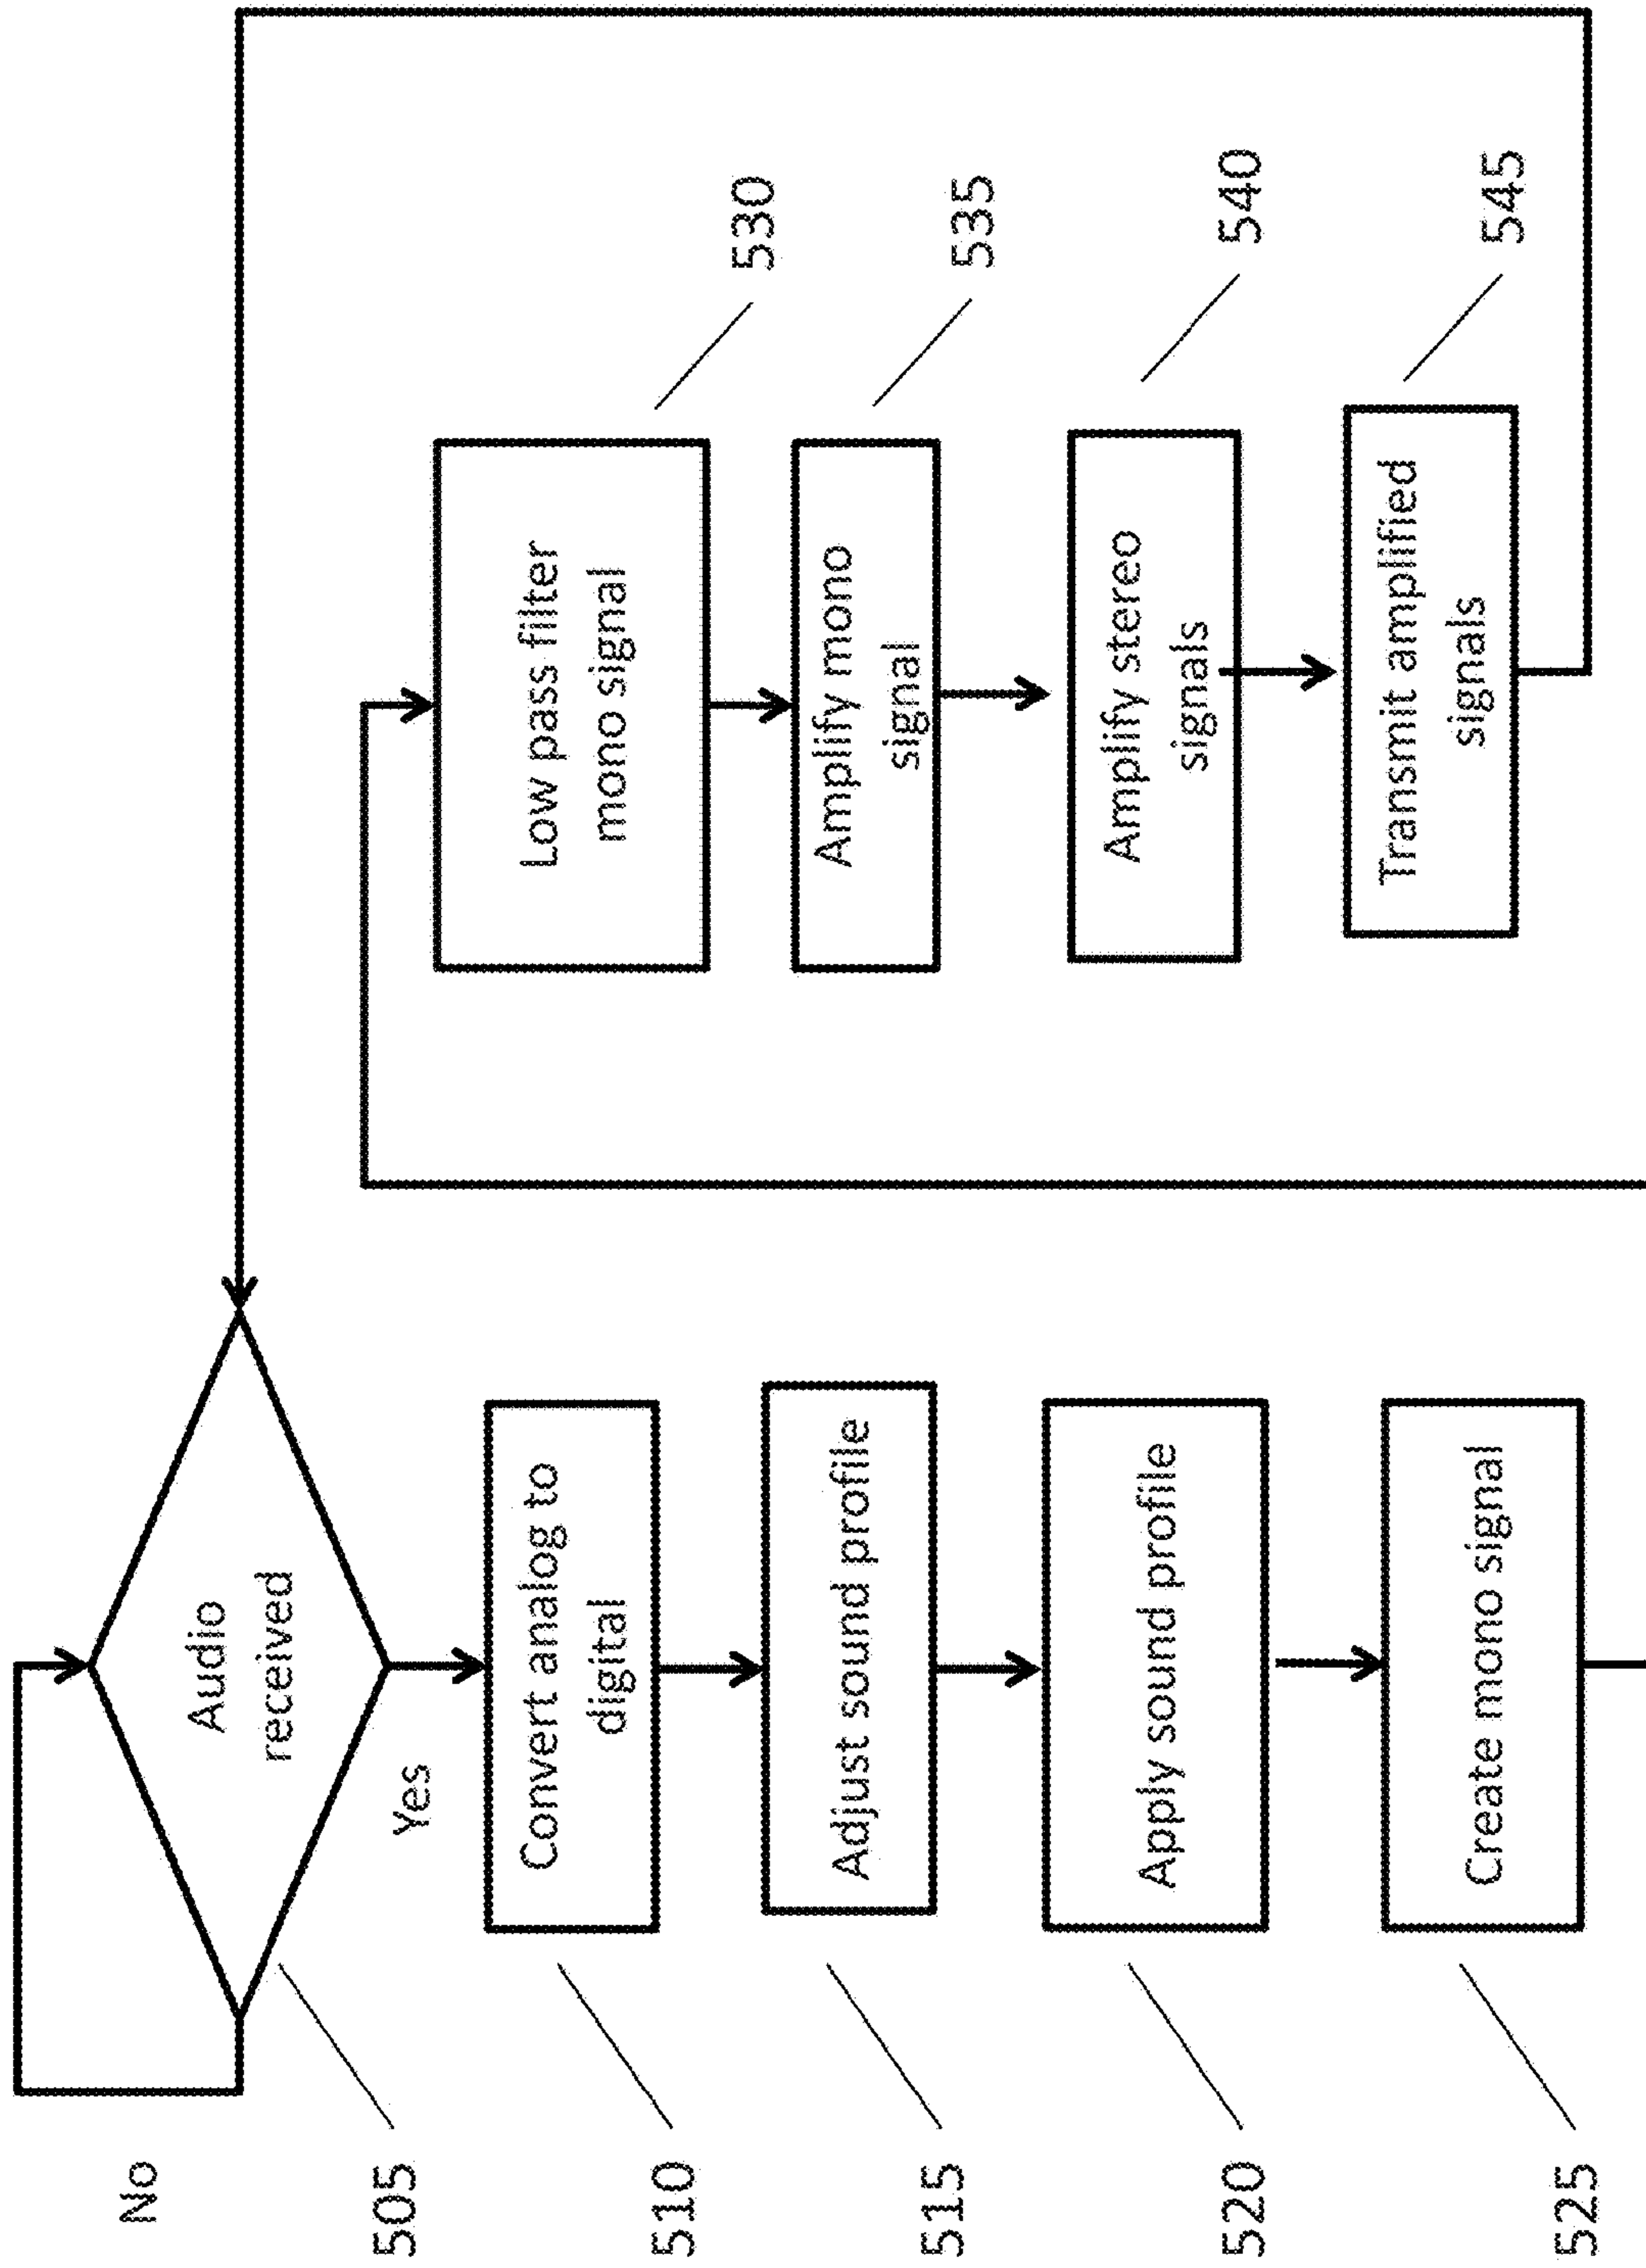 No
Audio
received
505
Yes
Convert analog to
digital
510
Adjust sound profile
515
Apply sound profile
520
Create mono signal
525
Low pass filter
mono signal
530
Amplify mono
signal
535
Amplify stereo
signals
540
Transmit amplified
signals
545